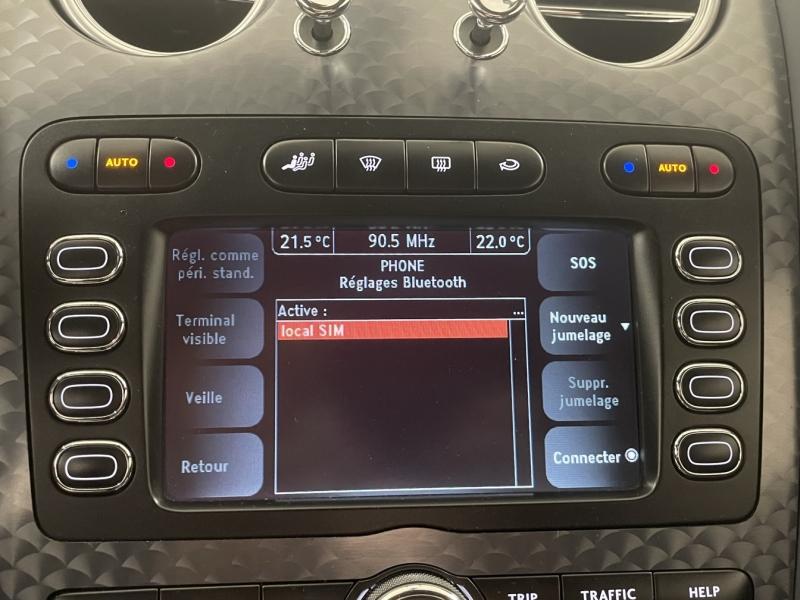 AUTO
AUTO
21.5°C
90.5 MHz
22.0°C
Régl. comme
péri. stand.
PHONE
Réglages Bluetooth
SOS
Active :
...
local SIM
Terminal
visible
Nouveau
jumelage
Veille
Suppr.
jumelage
Retour
Connecter
TRIP
TRAFFIC
HELP